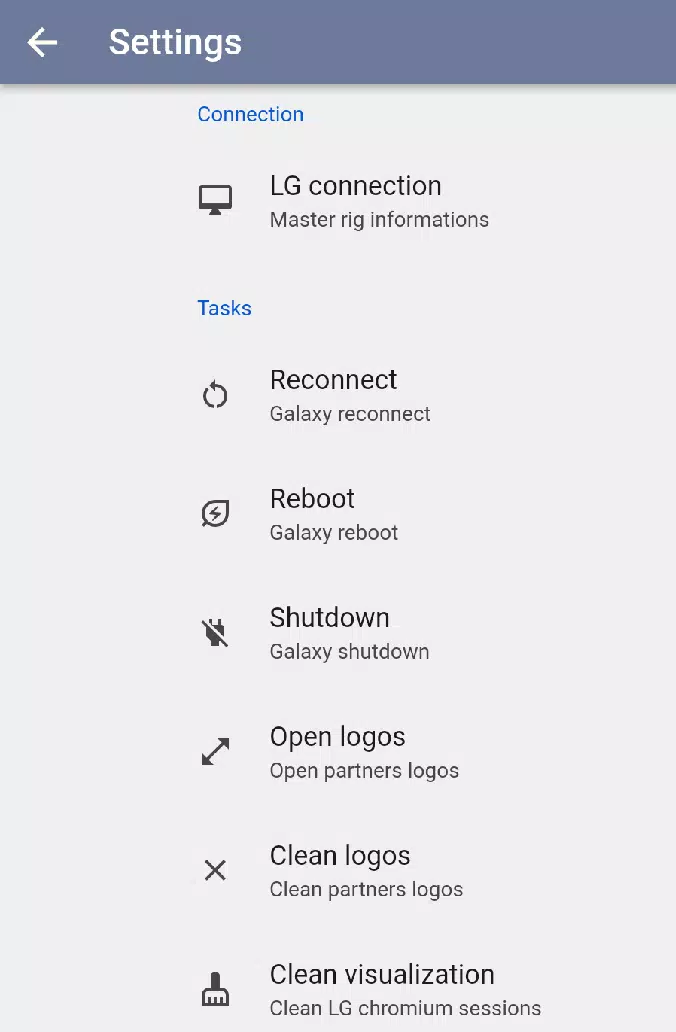 Settings
Connection
LG connection
Master rig informations
Tasks
Reconnect
Galaxy reconnect
Reboot
Galaxy reboot
Shutdown
Galaxy shutdown
Open logos
Open partners logos
Clean logos
Clean partners logos
Clean visualization
Clean LG chromium sessions